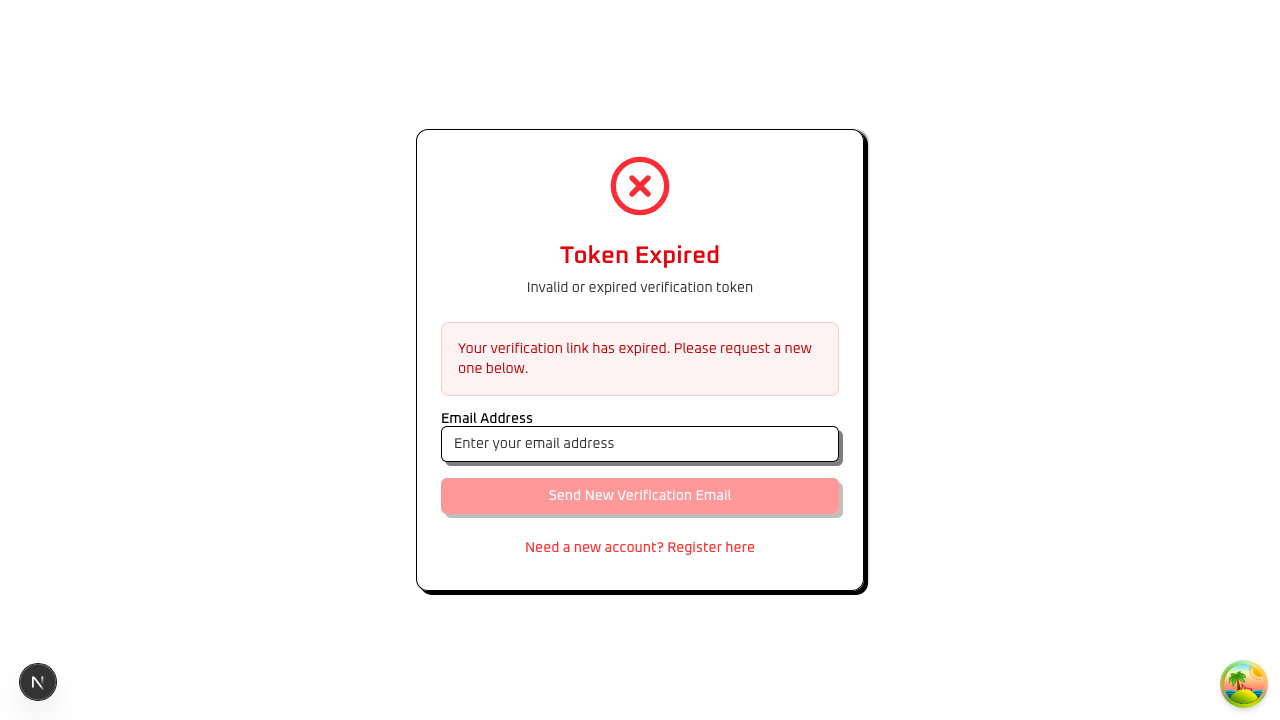 Token Expired
Invalid or expired verification token
Your verification link has expired. Please request a new
one below.
Email Address
Enter your email address
Send New Verification Email
Need a new account? Register here
N